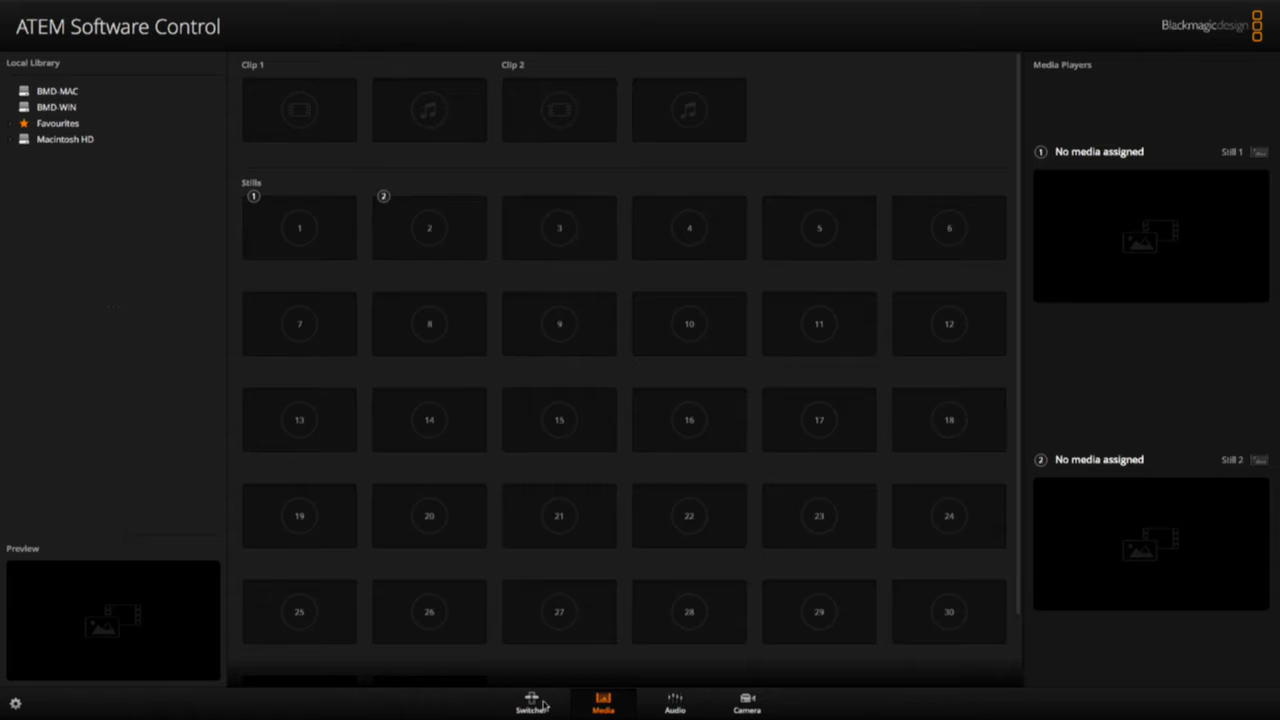 ATEM Software Control
Blackmagicdesign
Local Library
BMD-MAC
BMD-WIN
Favourites
Macintosh HD
Preview
Clip 1
Clip 2
Stills
1
2
1
2
3
4
5
6
7
8
9
10
11
12
13
14
15
16
17
18
19
20
21
22
23
24
25
26
27
28
29
30
Media Players
1 No media assigned Still 1
2 No media assigned Still 2
Switcher
Media
Audio
Camera